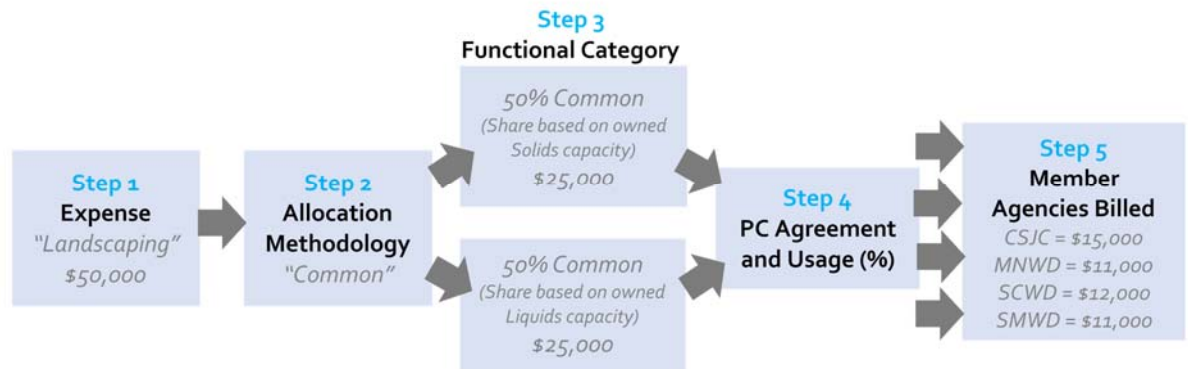 Step 1
Expense
"Landscaping"
$50,000
Step 2
Allocation
Methodology
"Common"
Step 3
Functional Category
50% Common
(Share based on owned
Solids capacity)
$25,000
50% Common
(Share based on owned
Liquids capacity)
$25,000
Step 4
PC Agreement
and Usage (%)
Step 5
Member
Agencies Billed
CSJC = $15,000
MNWD = $11,000
SCWD = $12,000
SMWD = $11,000